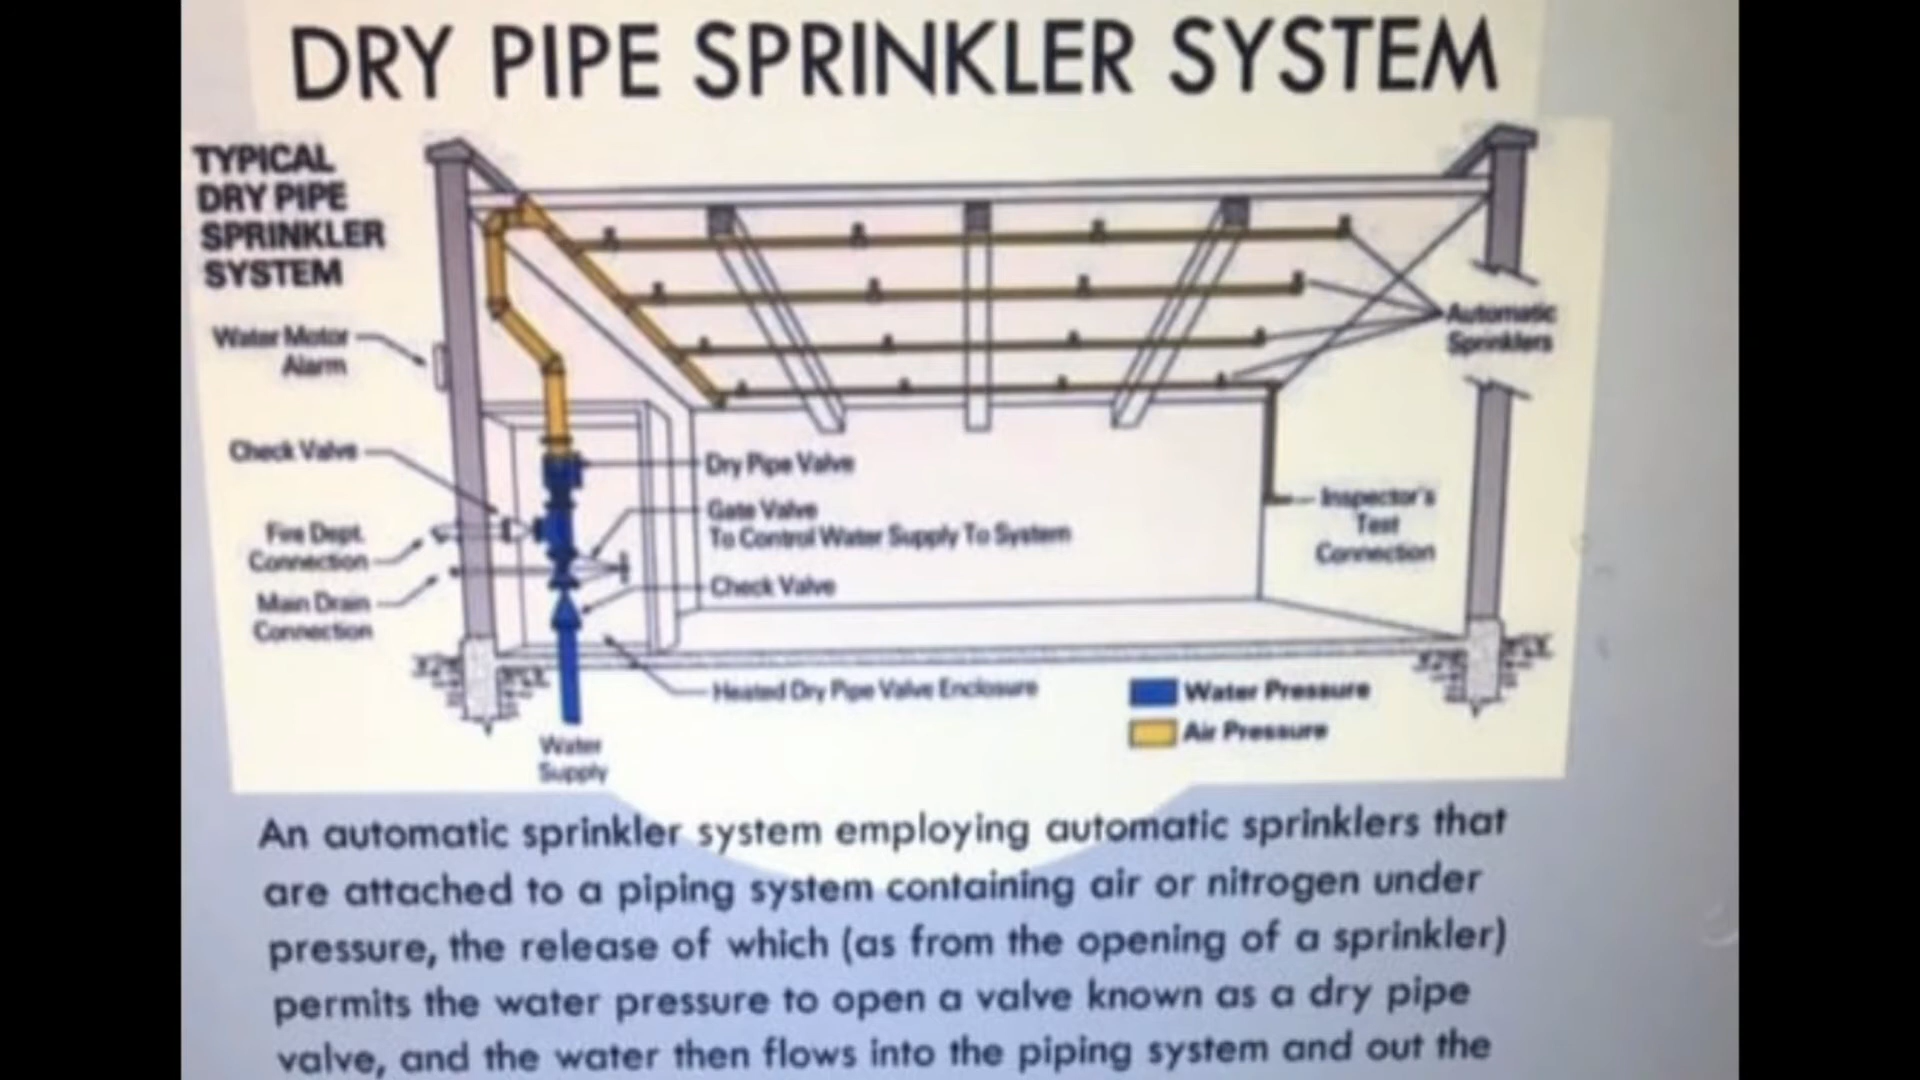 DRY PIPE SPRINKLER SYSTEM
TYPICAL
DRY PIPE
SPRINKLER
SYSTEM
Water Motor
Alarm
Check Valve
Fire Dept.
Connection
Main Drain
Connection
Dry Pipe Valve
Gate Valve
To Control Water Supply To System
Check Valve
Heated Dry Pipe Valve Enclosure
Water
Supply
Automatic
Sprinklers
Inspector's
Test
Connection
Water Pressure
Air Pressure
An automatic sprinkler system employing automatic sprinklers that
are attached to a piping system containing air or nitrogen under
pressure, the release of which (as from the opening of a sprinkler)
permits the water pressure to open a valve known as a dry pipe
valve, and the water then flows into the piping system and out the